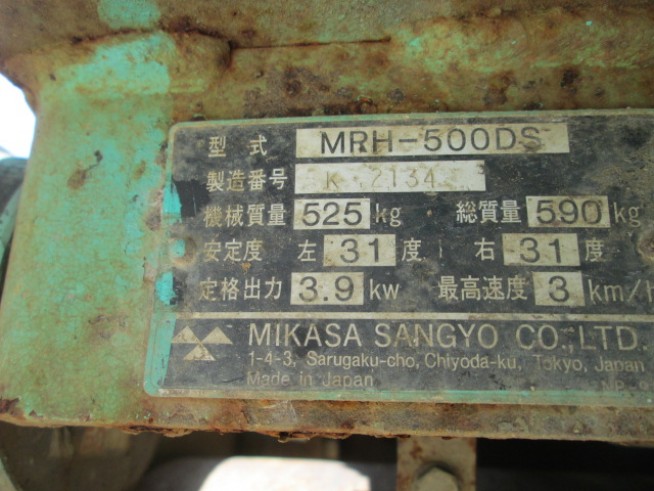 型式 MRH-500DS
製造番号 K 2134
機械質量 525 kg 総質量 590 kg
安定度 左 31 度 右 31 度
定格出力 3.9 kw 最高速度 3 km/h
MIKASA SANGYO CO.,LTD.
1-4-3, Sarugaku-cho, Chiyoda-ku, Tokyo, Japan
Made in Japan